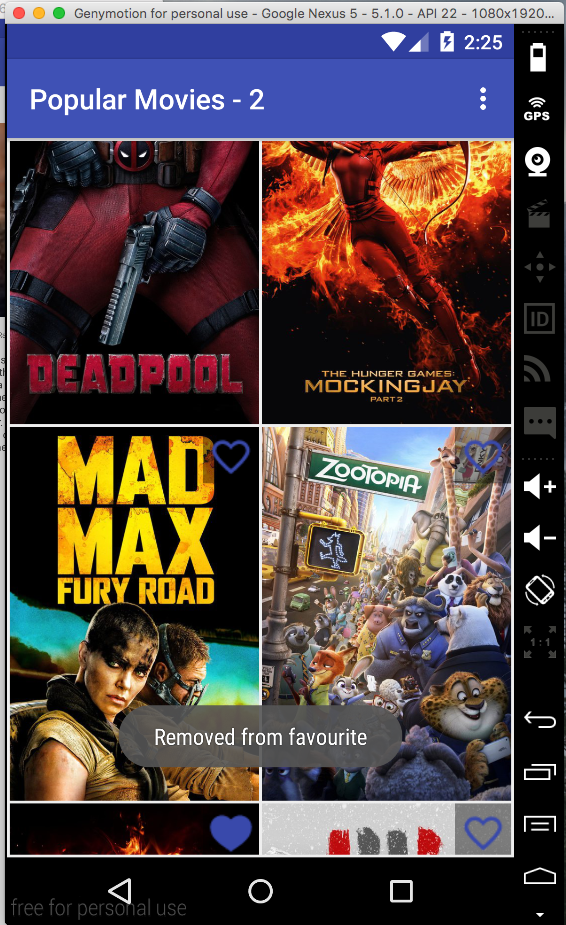 Genymotion for personal use - Google Nexus 5 - 5.1.0 - API 22 - 1080x1920...
2:25
Popular Movies - 2
GPS
DEADPOOL
THE HUNGER GAMES:
MOCKINGJAY
PART 2
ID
MAD
MAX
FURY ROAD
ZOOTOPIA
1:1
Removed from favourite
free for personal use